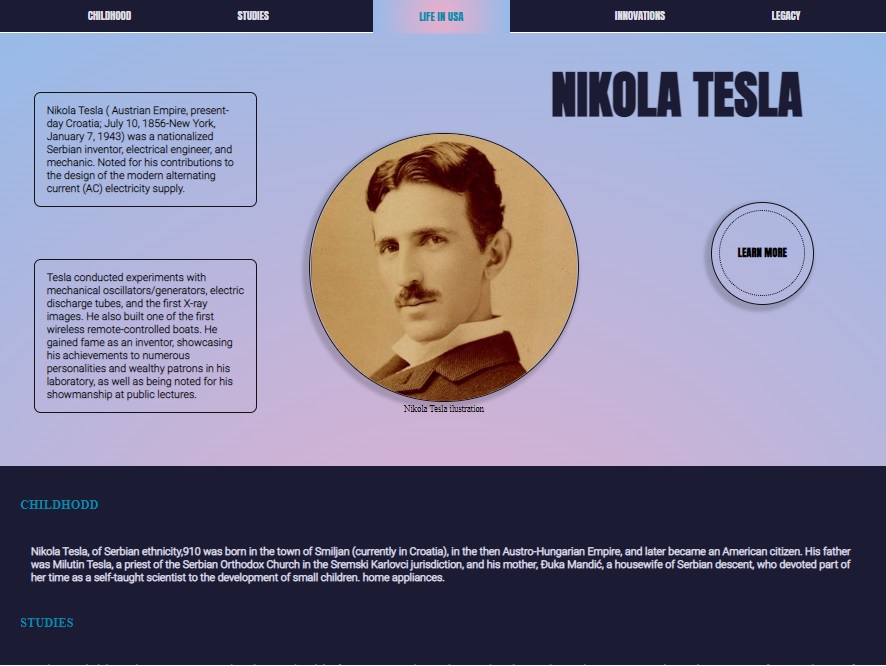 CHILDHOOD STUDIES LIFE IN USA INNOVATIONS LEGACY
NIKOLA TESLA
Nikola Tesla ( Austrian Empire, present-
day Croatia; July 10, 1856-New York,
January 7, 1943) was a nationalized
Serbian inventor, electrical engineer, and
mechanic. Noted for his contributions to
the design of the modern alternating
current (AC) electricity supply.
LEARN MORE
Tesla conducted experiments with
mechanical oscillators/generators, electric
discharge tubes, and the first X-ray
images. He also built one of the first
wireless remote-controlled boats. He
gained fame as an inventor, showcasing
his achievements to numerous
personalities and wealthy patrons in his
laboratory, as well as being noted for his
showmanship at public lectures.
Nikola Tesla ilustration
CHILDHODD
Nikola Tesla, of Serbian ethnicity,910 was born in the town of Smiljan (currently in Croatia), in the then Austro-Hungarian Empire, and later became an American citizen. His father
was Milutin Tesla, a priest of the Serbian Orthodox Church in the Sremski Karlovci jurisdiction, and his mother, Đuka Mandić, a housewife of Serbian descent, who devoted part of
her time as a self-taught scientist to the development of small children. home appliances.
STUDIES